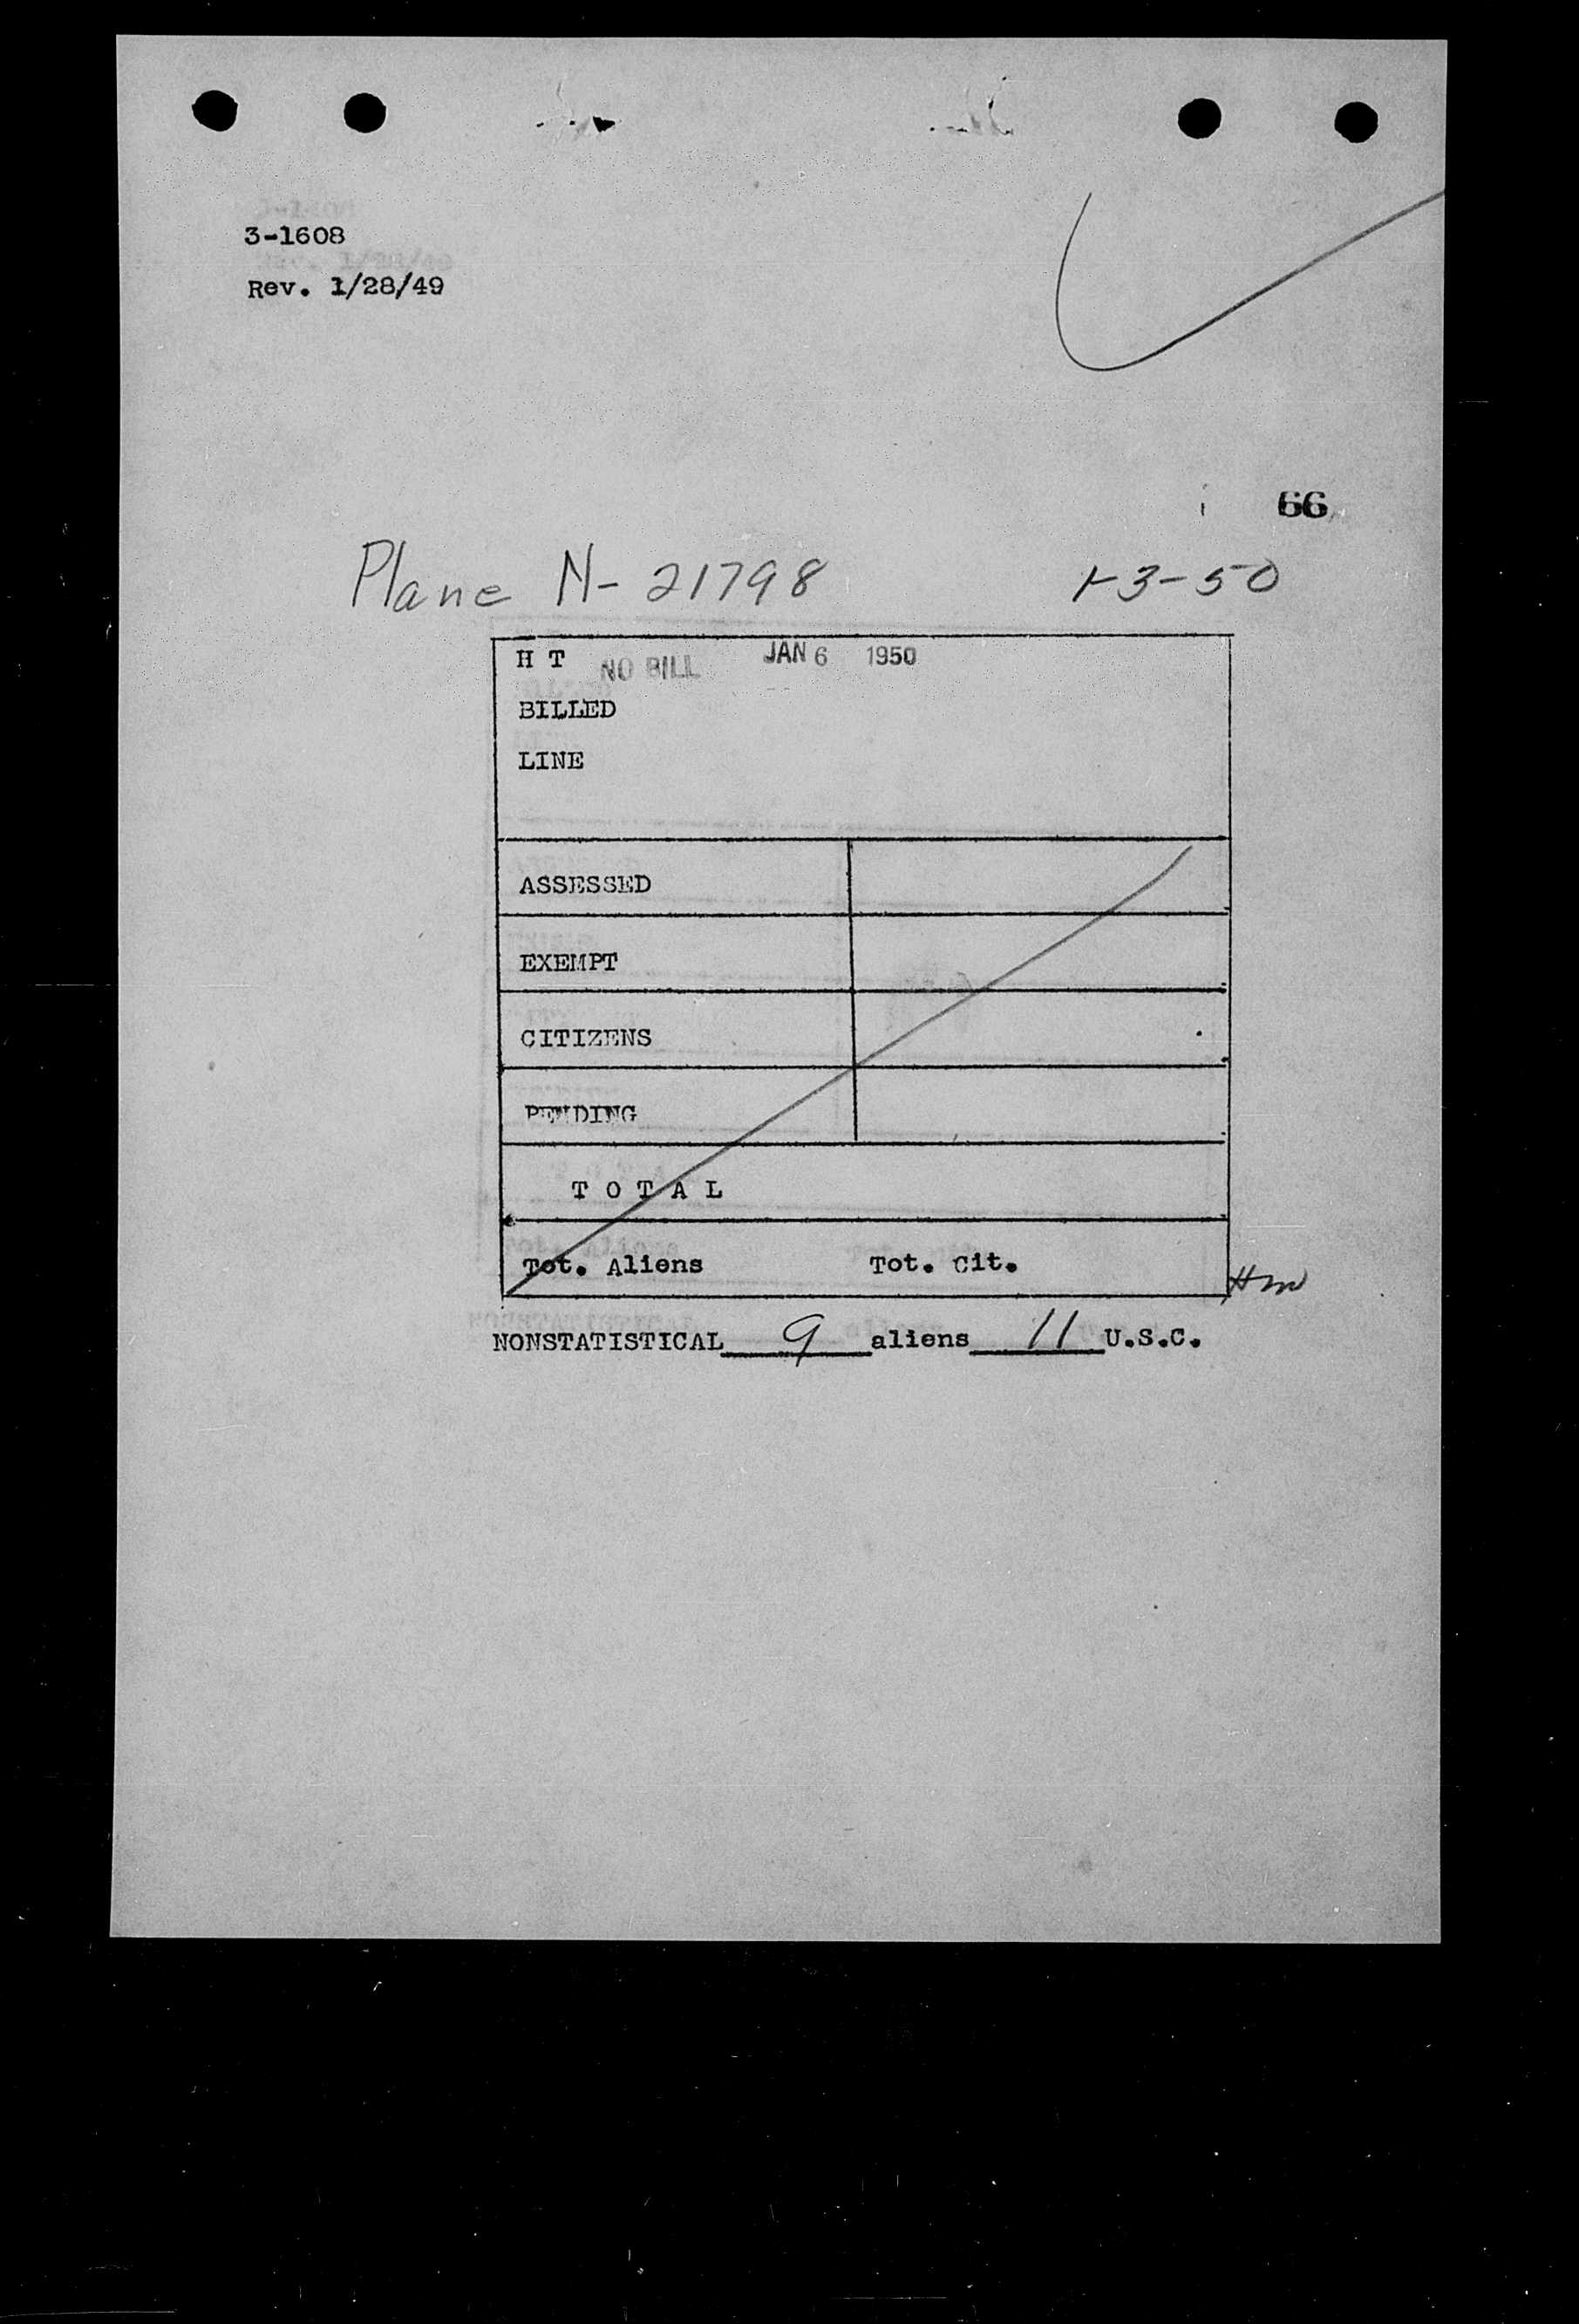 3-1608
Rev. 1/28/49
66
Plane N-21798 1-3-50
H T NO BILL JAN 6 1950
BILLED
LINE
ASSESSED
EXEMPT
CITIZENS
PENDING
T O T A L
Tot. Aliens Tot. Cit.
NONSTATISTICAL 9 aliens 11 U.S.C.